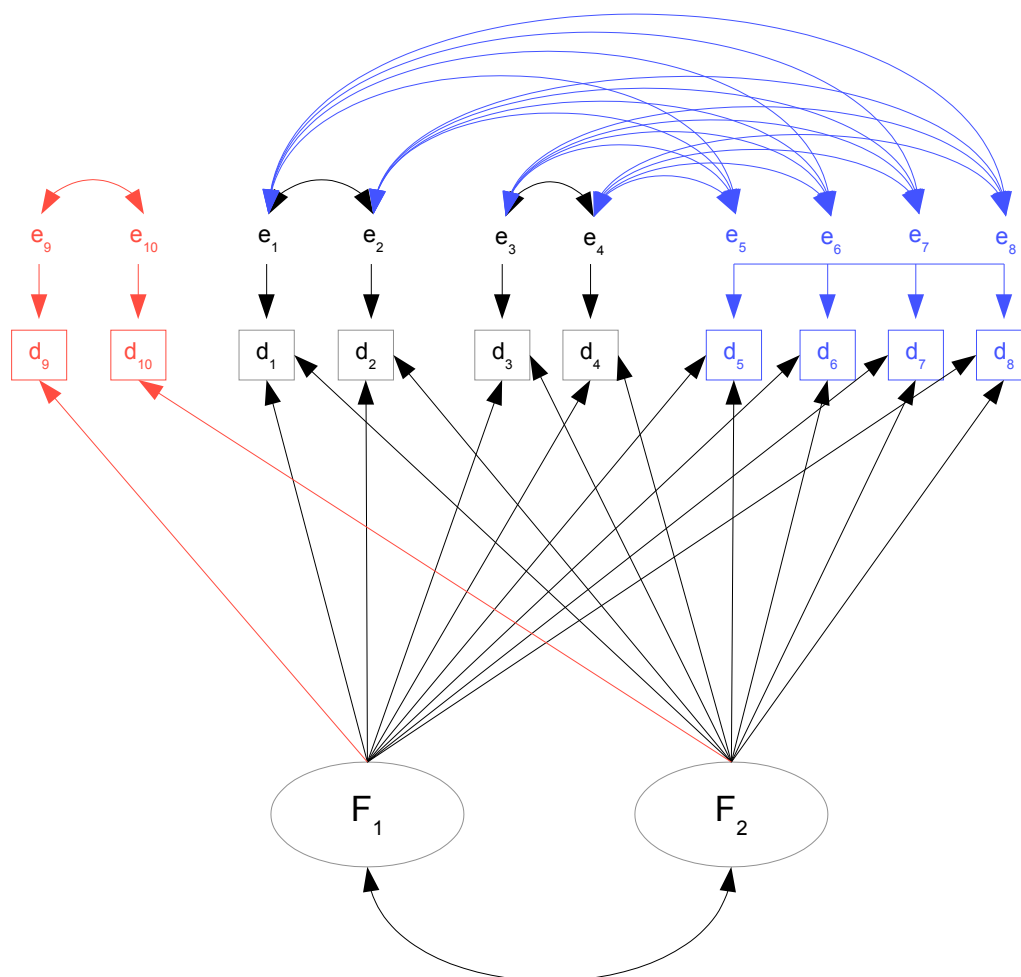 e₉ e₁₀ e₁ e₂ e₃ e₄ e₅ e₆ e₇ e₈
d₉ d₁₀ d₁ d₂ d₃ d₄ d₅ d₆ d₇ d₈
F₁ F₂